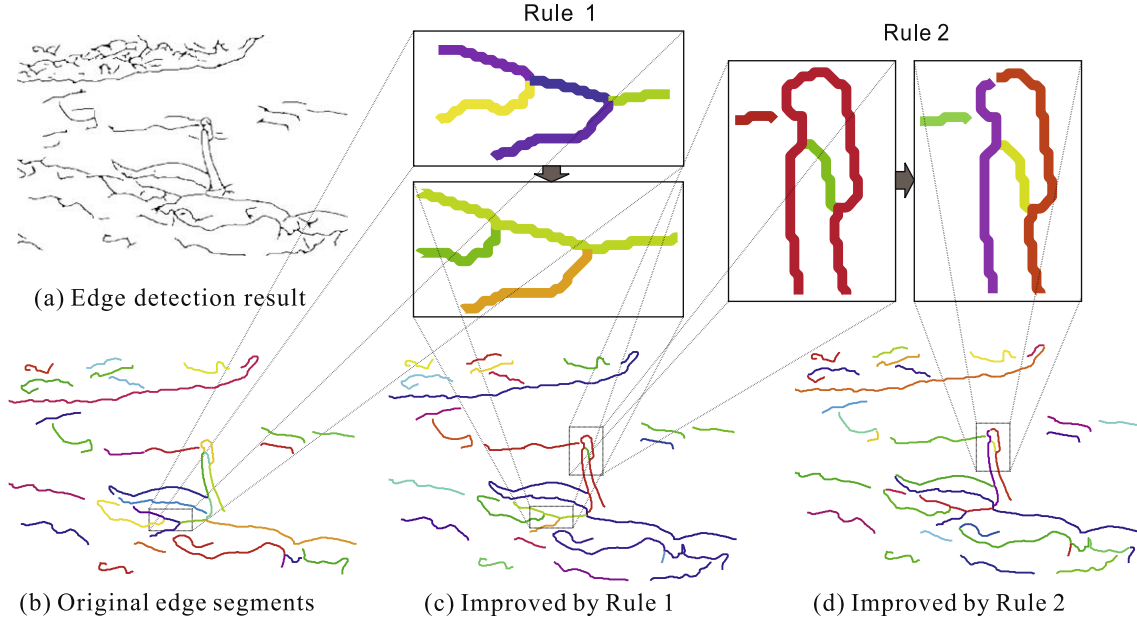 Rule 1
Rule 2
(a) Edge detection result
(b) Original edge segments
(c) Improved by Rule 1
(d) Improved by Rule 2